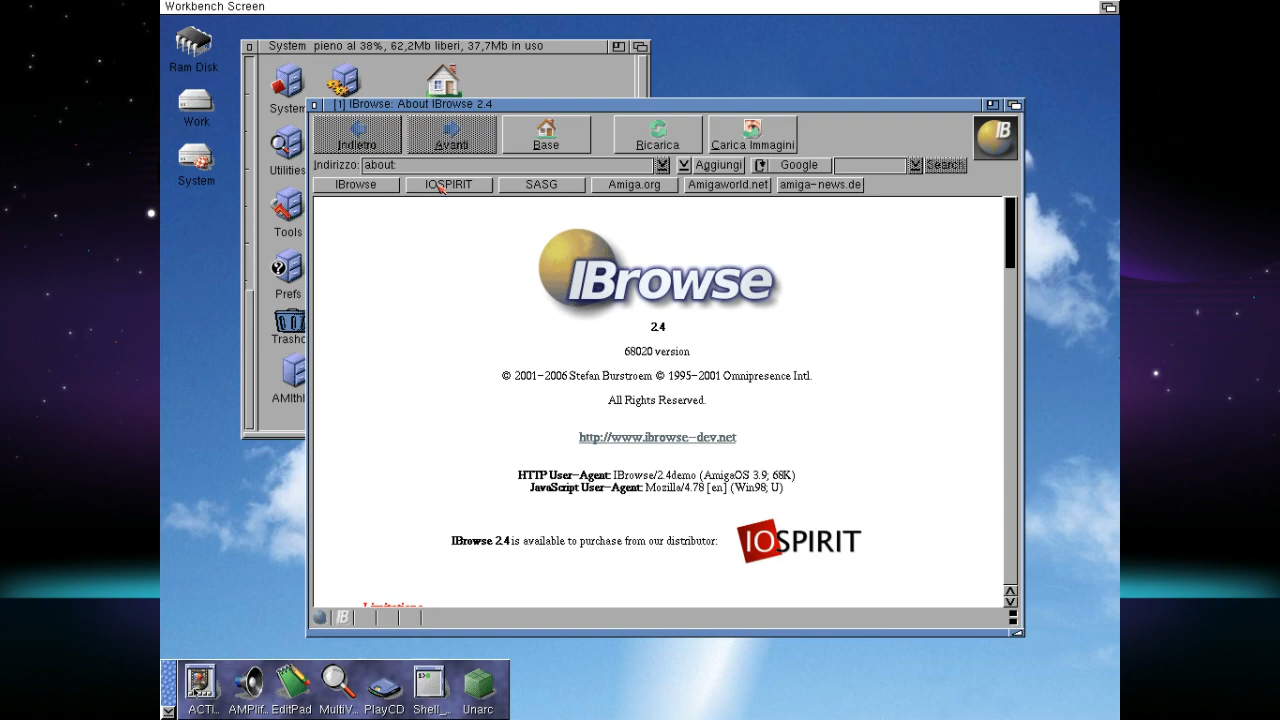 Workbench Screen
Ram Disk
Work
System
System pieno al 38%, 62,2Mb liberi, 37,7Mb in uso
System
Utilities
Tools
Prefs
[1] IBrowse: About IBrowse 2.4
Indietro Avanti Base Ricarica Carica Immagini
IB
Indirizzo: about: Aggiungi Google Search
IBrowse IOSPIRIT SASG Amiga.org Amigaworld.net amiga-news.de
IBrowse
2.4
68020 version
© 2001-2006 Stefan Burstroem © 1995-2001 Omnipresence Intl.
All Rights Reserved.
http://www.ibrowse-dev.net
HTTP User-Agent: IBrowse/2.4demo (AmigaOS 3.9; 68K)
JavaScript User-Agent: Mozilla/4.78 [en] (Win98; U)
IBrowse 2.4 is available to purchase from our distributor: IOSPIRIT
IB
ACTI.. AMPlif.. EditPad MultiV.. PlayCD Shell_.. Unarc